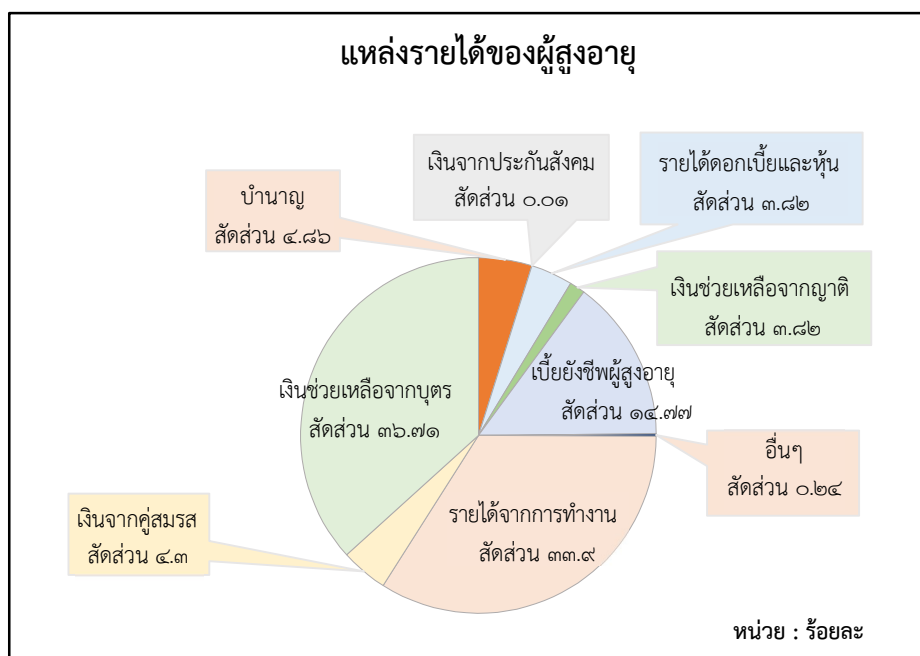 แหล่งรายได้ของผู้สูงอายุ
เงินจากประกันสังคม
สัดส่วน ๐.๐๑
รายได้ดอกเบี้ยและหุ้น
สัดส่วน ๓.๘๒
บำนาญ
สัดส่วน ๔.๘๖
เงินช่วยเหลือจากญาติ
สัดส่วน ๓.๘๒
เบี้ยยังชีพผู้สูงอายุ
สัดส่วน ๑๔.๗๗
เงินช่วยเหลือจากบุตร
สัดส่วน ๓๖.๗๑
อื่นๆ
สัดส่วน ๐.๒๔
รายได้จากการทำงาน
สัดส่วน ๓๓.๙
เงินจากคู่สมรส
สัดส่วน ๔.๓
หน่วย : ร้อยละ